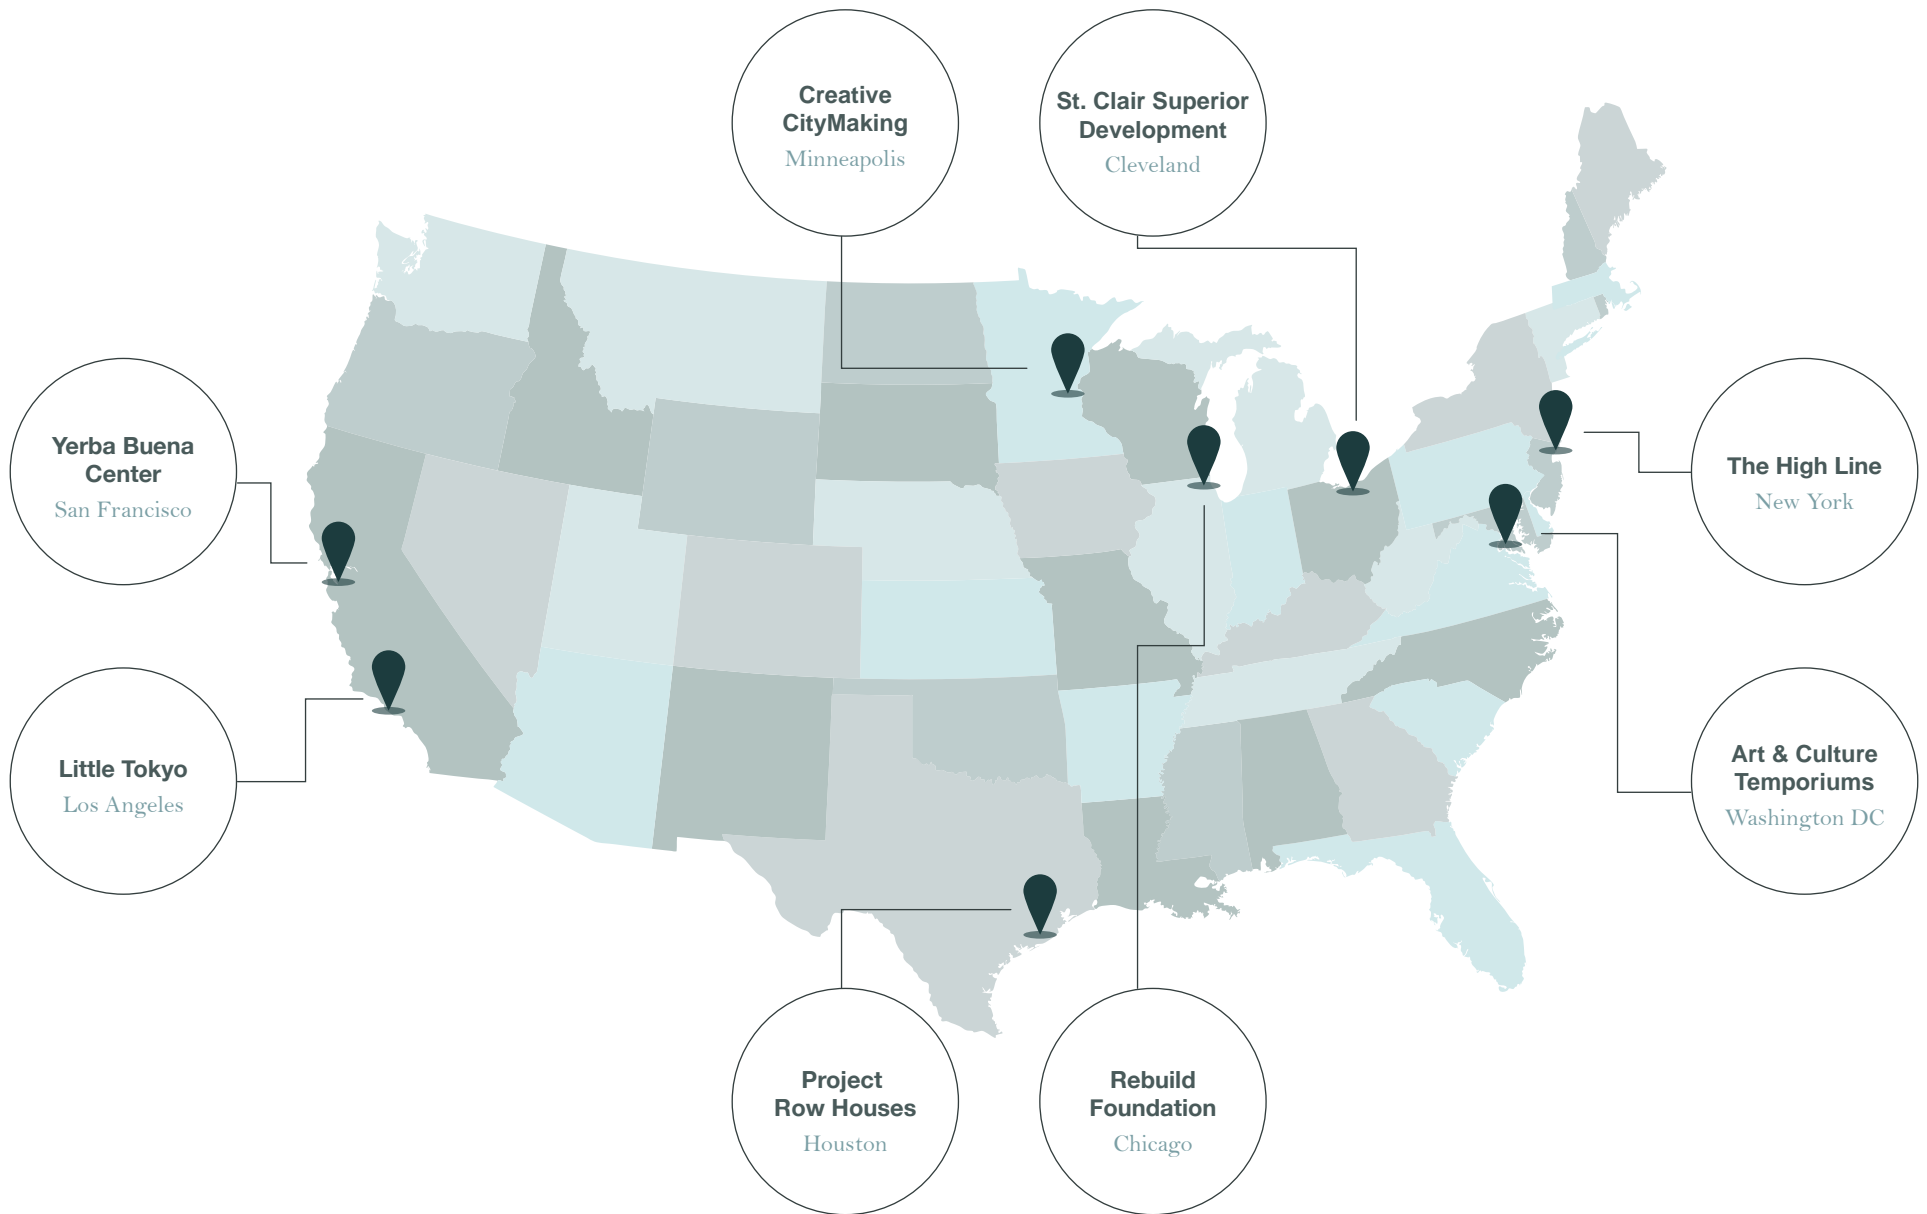 Creative
CityMaking
Minneapolis
St. Clair Superior
Development
Cleveland
Yerba Buena
Center
San Francisco
The High Line
New York
Little Tokyo
Los Angeles
Art & Culture
Temporiums
Washington DC
Project
Row Houses
Houston
Rebuild
Foundation
Chicago